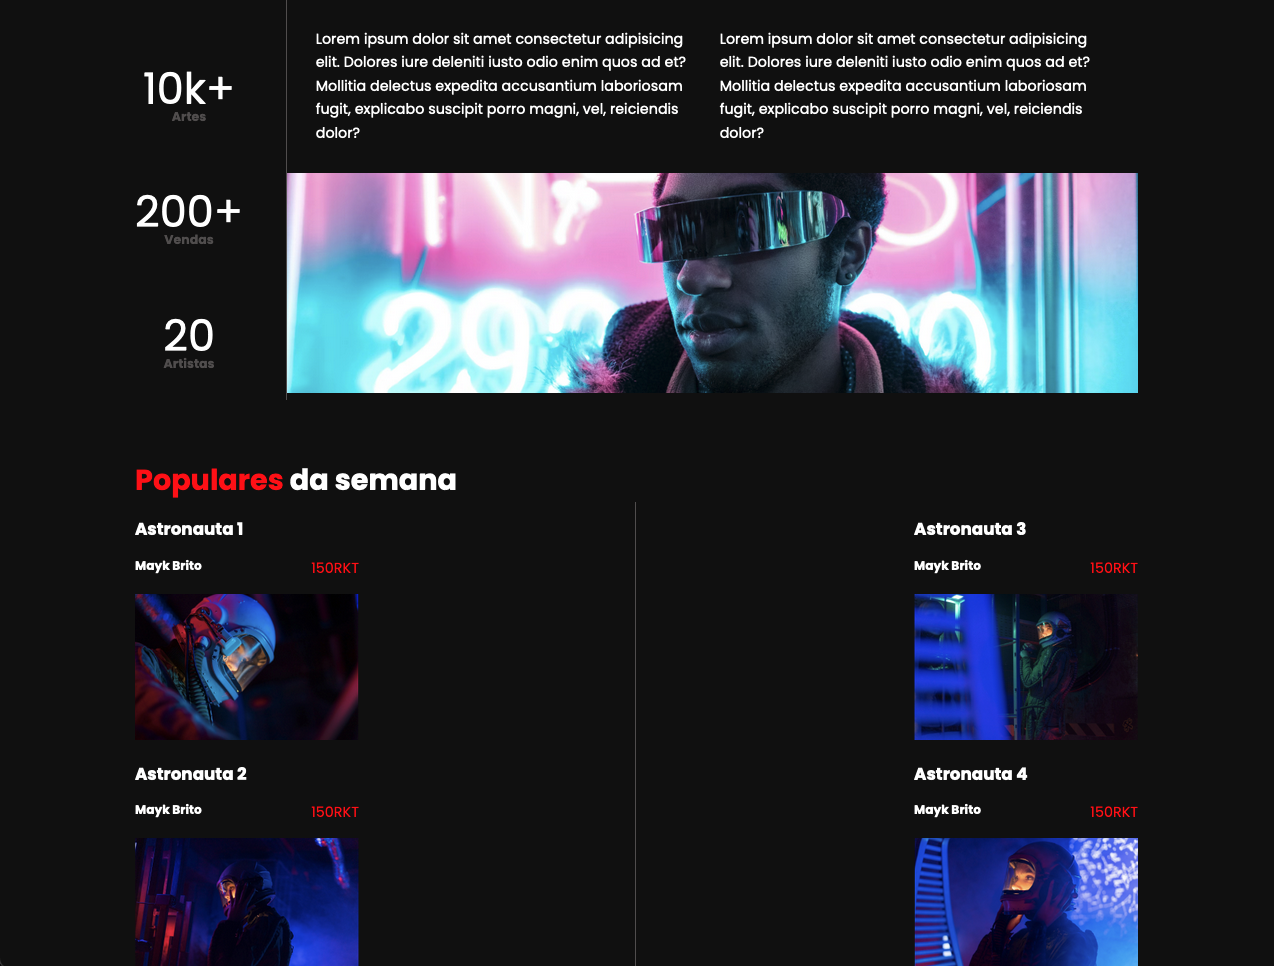 10k+
Artes
200+
Vendas
20
Artistas
Lorem ipsum dolor sit amet consectetur adipisicing
elit. Dolores iure deleniti iusto odio enim quos ad et?
Mollitia delectus expedita accusantium laboriosam
fugit, explicabo suscipit porro magni, vel, reiciendis
dolor?
Lorem ipsum dolor sit amet consectetur adipisicing
elit. Dolores iure deleniti iusto odio enim quos ad et?
Mollitia delectus expedita accusantium laboriosam
fugit, explicabo suscipit porro magni, vel, reiciendis
dolor?
Populares da semana
Astronauta 1
Mayk Brito 150RKT
Astronauta 2
Mayk Brito 150RKT
Astronauta 3
Mayk Brito 150RKT
Astronauta 4
Mayk Brito 150RKT